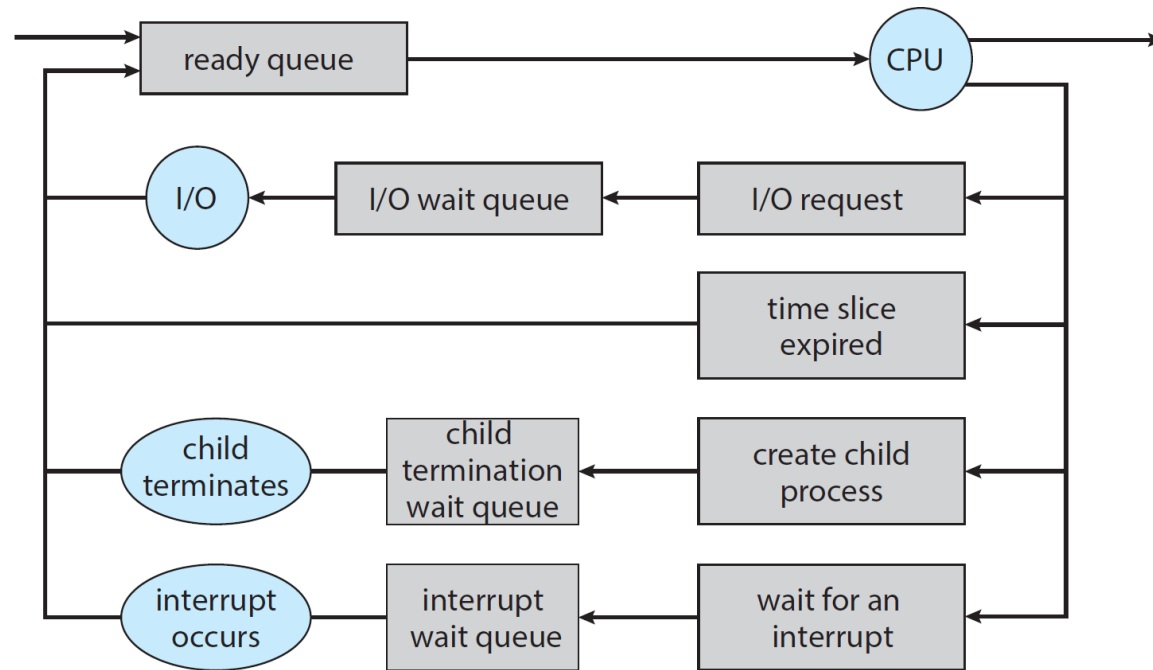 ready queue
CPU
I/O
I/O wait queue
I/O request
time slice
expired
child
terminates
child
termination
wait queue
create child
process
interrupt
occurs
interrupt
wait queue
wait for an
interrupt